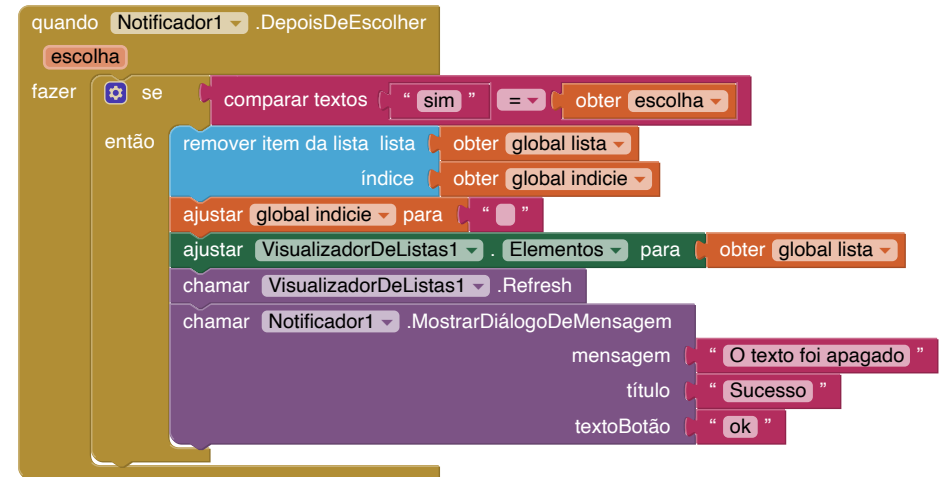 quando Notificador1 .DepoisDeEscolher
escolha
fazer se comparar textos “ sim ” = obter escolha
então remover item da lista lista obter global lista
índice obter global indicie
ajustar global indicie para “ ”
ajustar VisualizadorDeListas1 . Elementos para obter global lista
chamar VisualizadorDeListas1 .Refresh
chamar Notificador1 .MostrarDiálogoDeMensagem
mensagem “ O texto foi apagado ”
título “ Sucesso ”
textoBotão “ ok ”